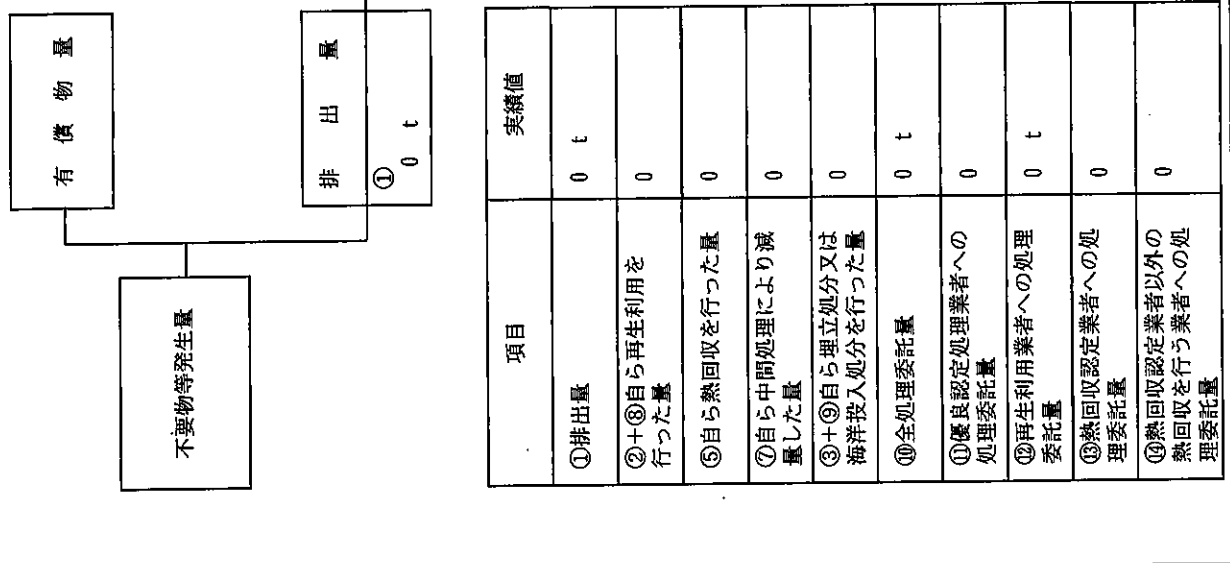 不要物等発生量
有 償 物 量
排 出 量
①
0 t
項目
実績値
①排出量
0 t
②+⑧自ら再生利用を
行った量
0
⑤自ら熱回収を行った量
0
⑦自ら中間処理により減
量した量
0
③+⑨自ら埋立処分又は
海洋投入処分を行った量
0
⑩全処理委託量
0 t
⑪優良認定処理業者への
処理委託量
0
⑫再生利用業者への処理
委託量
0 t
⑬熱回収認定業者への処
理委託量
0
⑭熱回収認定業者以外の
熱回収を行う業者への処
理委託量
0